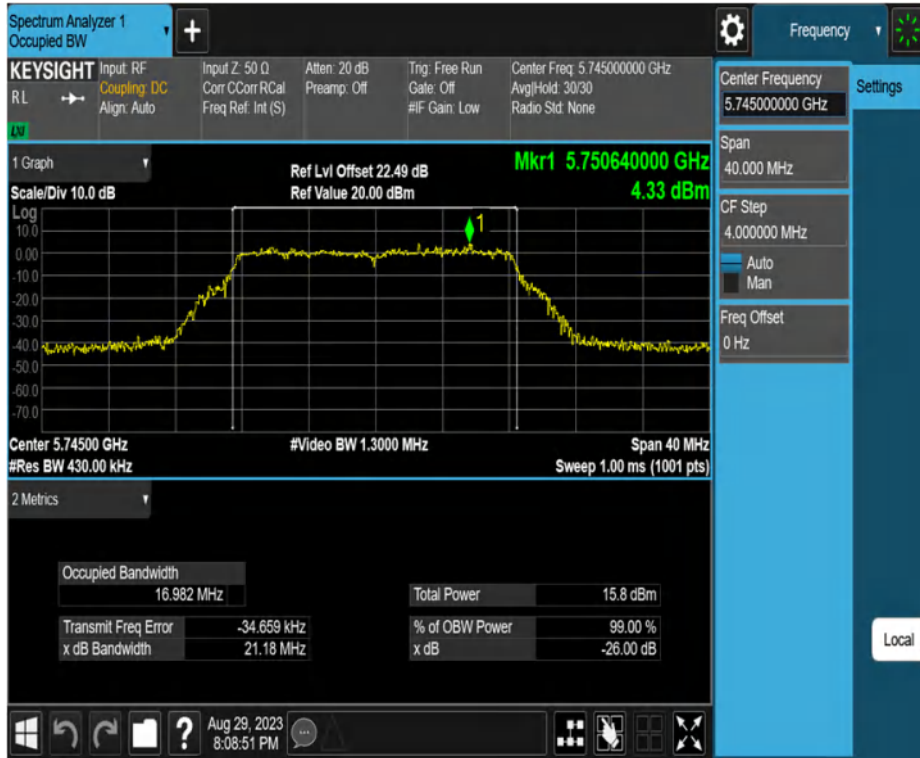 Spectrum Analyzer 1
Occupied BW
+
Frequency
KEYSIGHT
RL
LXI
Input: RF
Coupling: DC
Align: Auto
Input Z: 50 Ω
Corr CCorr RCal
Freq Ref: Int (S)
Atten: 20 dB
Preamp: Off
Trig: Free Run
Gate: Off
#IF Gain: Low
Center Freq: 5.745000000 GHz
Avg|Hold: 30/30
Radio Std: None
Center Frequency
5.745000000 GHz
Settings
Span
40.000 MHz
CF Step
4.000000 MHz
Auto
Man
Freq Offset
0 Hz
Local
1 Graph
Scale/Div 10.0 dB
Ref Lvl Offset 22.49 dB
Ref Value 20.00 dBm
Mkr1 5.750640000 GHz
4.33 dBm
Log
10.0
0.00
-10.0
-20.0
-30.0
-40.0
-50.0
-60.0
-70.0
1
Center 5.74500 GHz
#Video BW 1.3000 MHz
Span 40 MHz
#Res BW 430.00 kHz
Sweep 1.00 ms (1001 pts)
2 Metrics
Occupied Bandwidth
16.982 MHz
Total Power 15.8 dBm
Transmit Freq Error -34.659 kHz
% of OBW Power 99.00 %
x dB Bandwidth 21.18 MHz
x dB -26.00 dB
?
Aug 29, 2023
8:08:51 PM